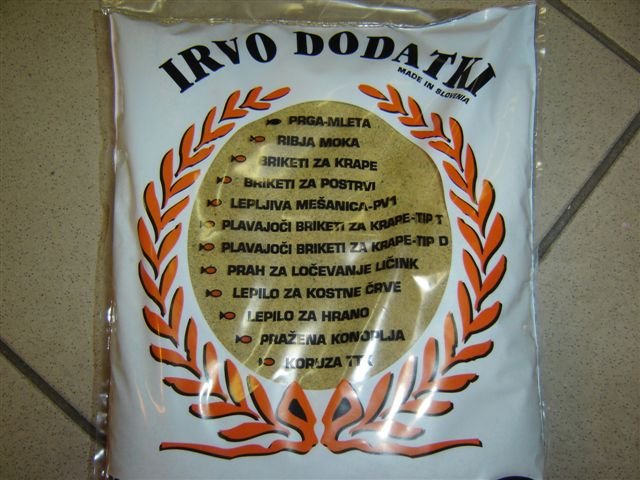 IRVO DODATKI
MADE IN SLOVENIA
PRGA-MLETA
RIBJA MOKA
BRIKETI ZA KRAPE
BRIKETI ZA POSTRVI
LEPLJIVA MEŠANICA-PV1
PLAVAJOČI BRIKETI ZA KRAPE-TIP T
PLAVAJOČI BRIKETI ZA KRAPE-TIP D
PRAH ZA LOČEVANJE LIČINK
LEPILO ZA KOSTNE ČRVE
LEPILO ZA HRANO
PRAŽENA KONOPLJA
KORUZA TTX